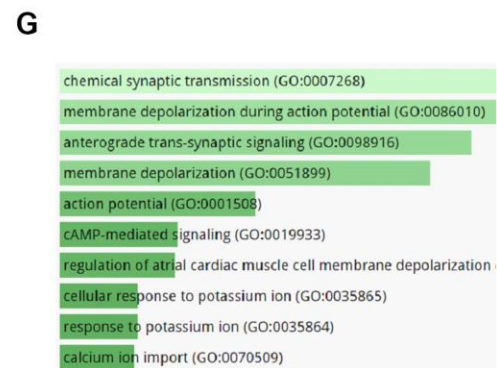 G
chemical synaptic transmission (GO:0007268)
membrane depolarization during action potential (GO:0086010)
anterograde trans-synaptic signaling (GO:0098916)
membrane depolarization (GO:0051899)
action potential (GO:0001508)
cAMP-mediated signaling (GO:0019933)
regulation of atrial cardiac muscle cell membrane depolarization
cellular response to potassium ion (GO:0035865)
response to potassium ion (GO:0035864)
calcium ion import (GO:0070509)